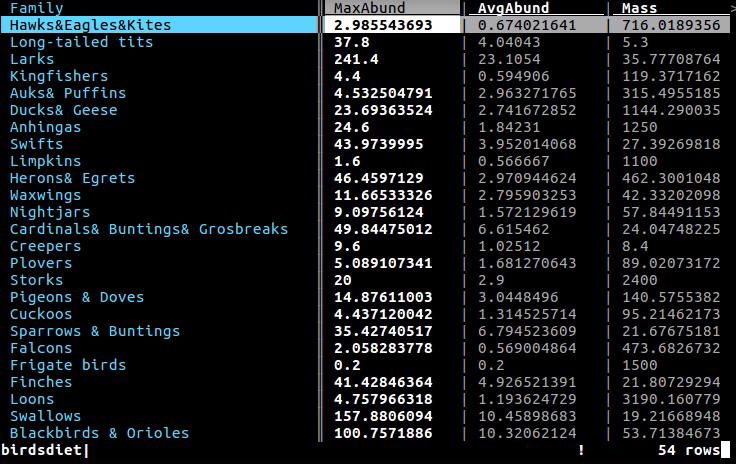 Family MaxAbund | AvgAbund | Mass >
Hawks&Eagles&Kites ‖ 2.985543693 | 0.674021641 | 716.0189356
Long-tailed tits ‖ 37.8 | 4.04043 | 5.3
Larks ‖ 241.4 | 23.1054 | 35.77708764
Kingfishers ‖ 4.4 | 0.594906 | 119.3717162
Auks& Puffins ‖ 4.532504791 | 2.963271765 | 315.4955185
Ducks& Geese ‖ 23.69363524 | 2.741672852 | 1144.290035
Anhingas ‖ 24.6 | 1.84231 | 1250
Swifts ‖ 43.9739995 | 3.952014068 | 27.39269818
Limpkins ‖ 1.6 | 0.566667 | 1100
Herons& Egrets ‖ 46.4597129 | 2.970944624 | 462.3001048
Waxwings ‖ 11.66533326 | 2.795903253 | 42.33202098
Nightjars ‖ 9.09756124 | 1.572129619 | 57.84491153
Cardinals& Buntings& Grosbreaks ‖ 49.84475012 | 6.615462 | 24.04748225
Creepers ‖ 9.6 | 1.02512 | 8.4
Plovers ‖ 5.089107341 | 1.681270643 | 89.02073172
Storks ‖ 20 | 2.9 | 2400
Pigeons & Doves ‖ 14.87611003 | 3.0448496 | 140.5755382
Cuckoos ‖ 4.437120042 | 1.314525714 | 95.21462173
Sparrows & Buntings ‖ 35.42740517 | 6.794523609 | 21.67675181
Falcons ‖ 2.058283778 | 0.569004864 | 473.6826732
Frigate birds ‖ 0.2 | 0.2 | 1500
Finches ‖ 41.42846364 | 4.926521391 | 21.80729294
Loons ‖ 4.757966318 | 1.193624729 | 3190.160779
Swallows ‖ 157.8806094 | 10.45898683 | 19.21668948
Blackbirds & Orioles ‖ 100.7571886 | 10.32062124 | 53.71384673
birdsdiet| ! 54 rows